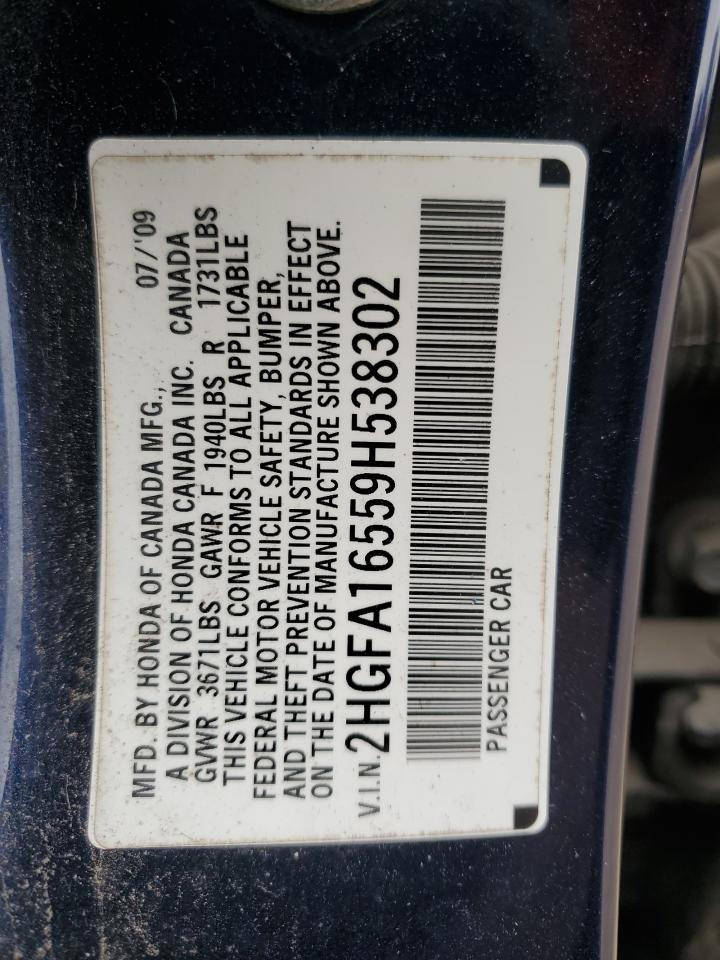 MFD. BY HONDA OF CANADA MFG., 07/'09
A DIVISION OF HONDA CANADA INC. CANADA
GVWR 3671LBS GAWR F 1940LBS R 1731LBS
THIS VEHICLE CONFORMS TO ALL APPLICABLE
FEDERAL MOTOR VEHICLE SAFETY, BUMPER,
AND THEFT PREVENTION STANDARDS IN EFFECT
ON THE DATE OF MANUFACTURE SHOWN ABOVE.
V.I.N. 2HGFA16559H538302
PASSENGER CAR